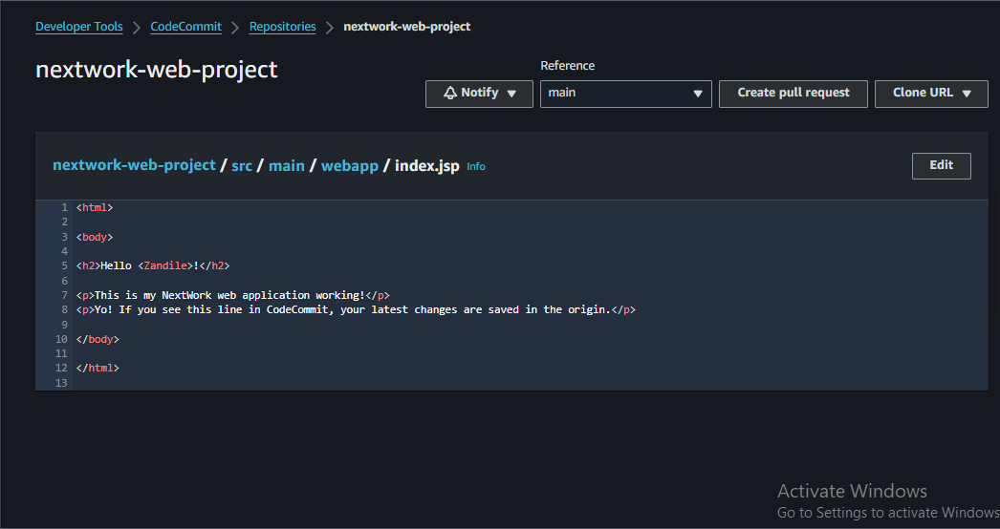 Developer Tools > CodeCommit > Repositories > nextwork-web-project
nextwork-web-project
Reference
Notify ▼ main ▼ Create pull request Clone URL ▼
nextwork-web-project / src / main / webapp / index.jsp Info Edit
1 <html>
2
3 <body>
4
5 <h2>Hello <Zandile>!</h2>
6
7 <p>This is my NextWork web application working!</p>
8 <p>Yo! If you see this line in CodeCommit, your latest changes are saved in the origin.</p>
9
10 </body>
11
12 </html>
13
Activate Windows
Go to Settings to activate Windows